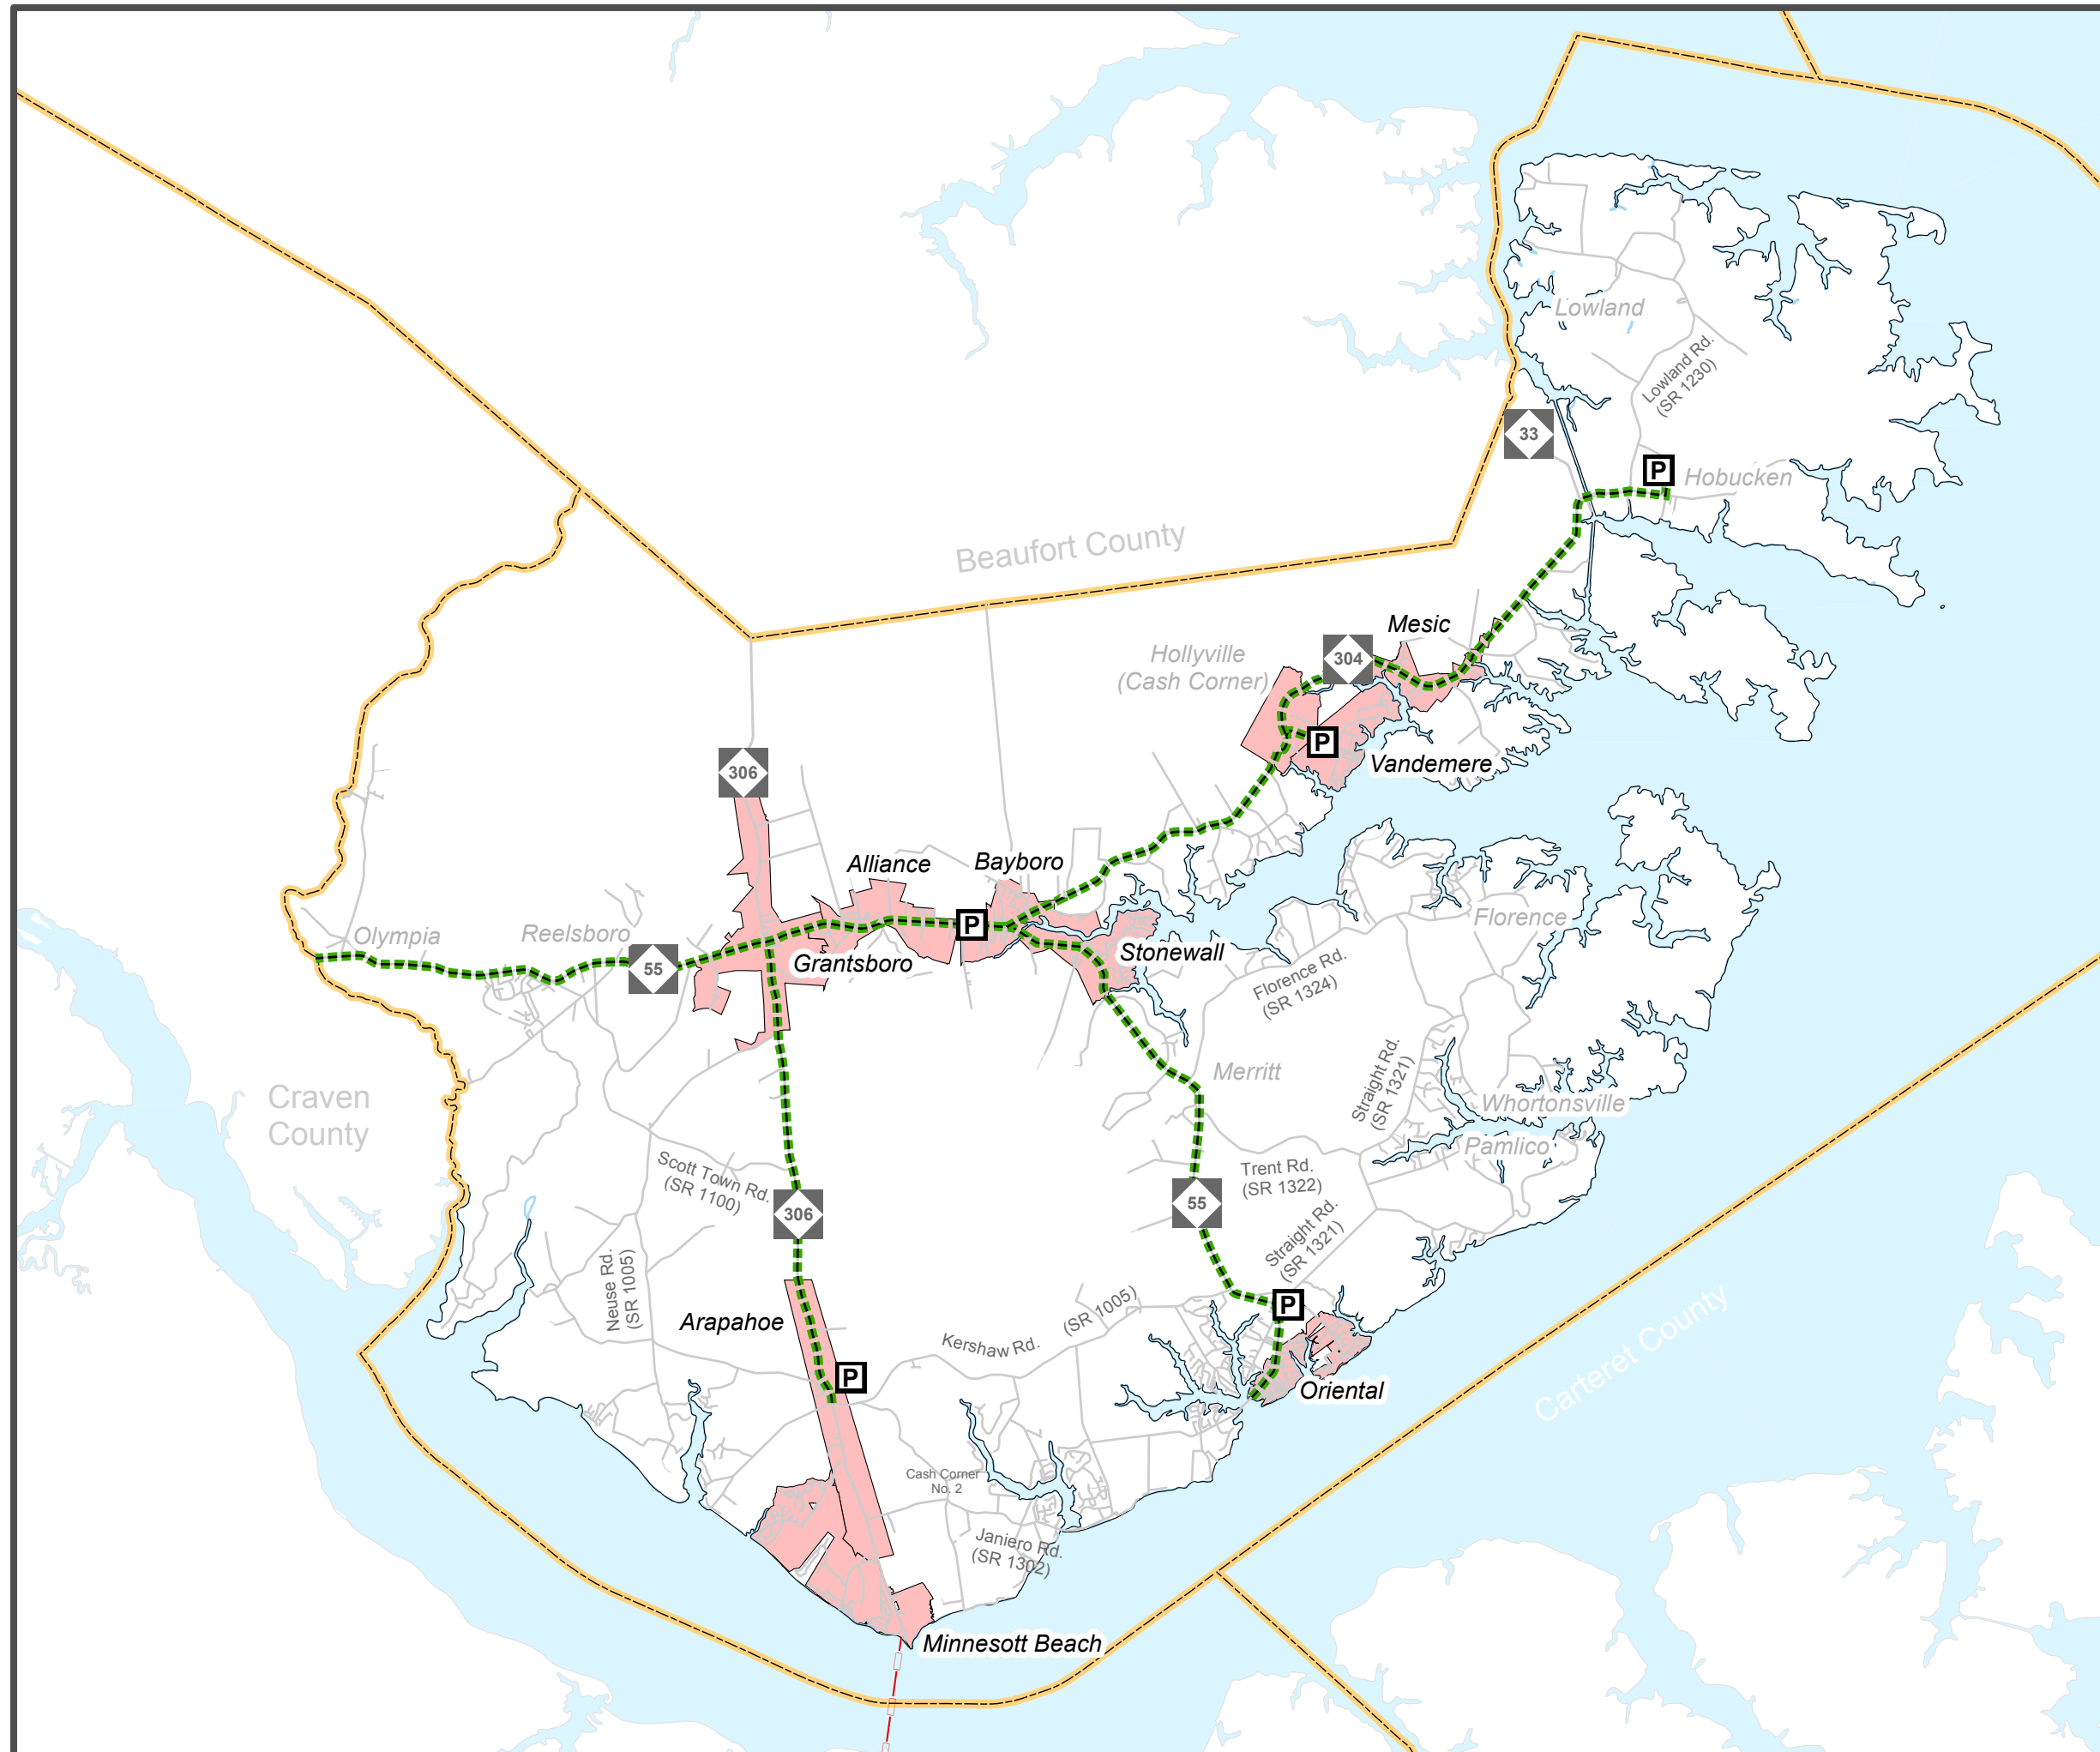 Lowland
Lowland Rd.
(SR 1230)
33
P
Hobucken
Beaufort County
Mesic
Hollyville
(Cash Corner)
304
P
Vandemere
306
Alliance
Bayboro
P
Florence
Olympia
Reelsboro
55
Grantsboro
Stonewall
Florence Rd.
(SR 1324)
Merritt
Straight Rd.
(SR 1321)
Craven
County
Whortonsville
Pamlico
Scott Town Rd.
(SR 1100)
Trent Rd.
(SR 1322)
306
55
Straight Rd.
(SR 1321)
Neuse Rd.
(SR 1005)
Arapahoe
Kershaw Rd.
(SR 1005)
P
P
Oriental
Carteret County
Cash Corner
No. 2
Janiero Rd.
(SR 1302)
Minnesott Beach